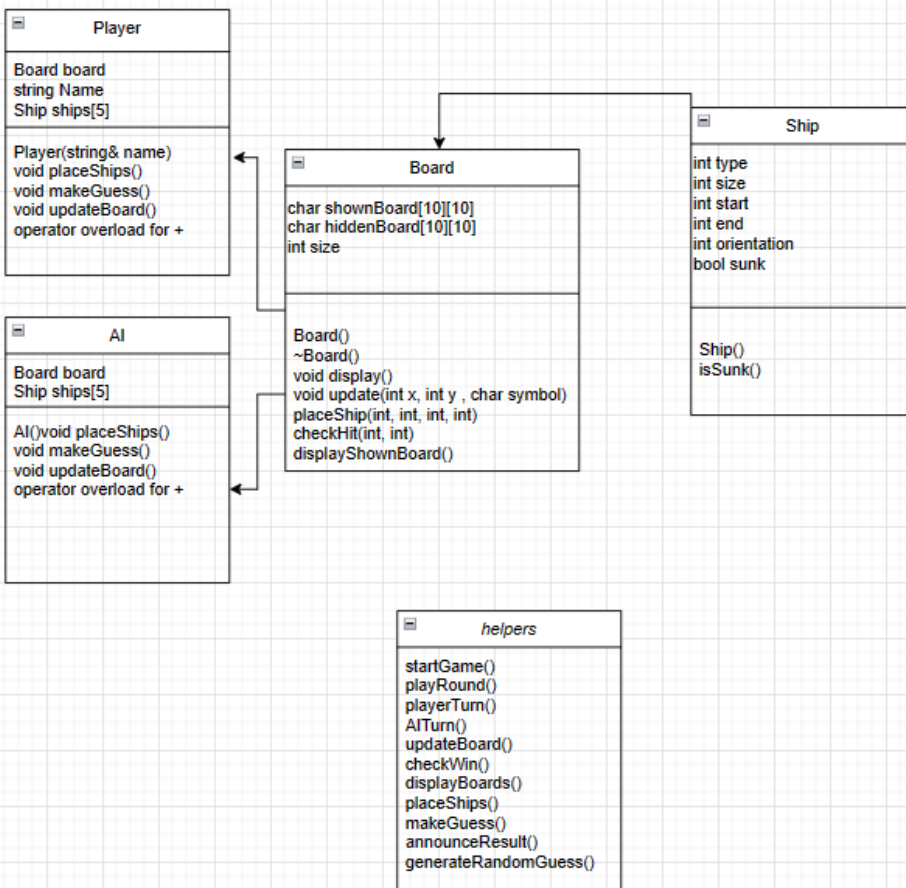 Player
Board board
string Name
Ship ships[5]
Player(string& name)
void placeShips()
void makeGuess()
void updateBoard()
operator overload for +
AI
Board board
Ship ships[5]
AI()void placeShips()
void makeGuess()
void updateBoard()
operator overload for +
Board
char shownBoard[10][10]
char hiddenBoard[10][10]
int size
Board()
~Board()
void display()
void update(int x, int y , char symbol)
placeShip(int, int, int, int)
checkHit(int, int)
displayShownBoard()
Ship
int type
int size
int start
int end
int orientation
bool sunk
Ship()
isSunk()
helpers
startGame()
playRound()
playerTurn()
AITurn()
updateBoard()
checkWin()
displayBoards()
placeShips()
makeGuess()
announceResult()
generateRandomGuess()